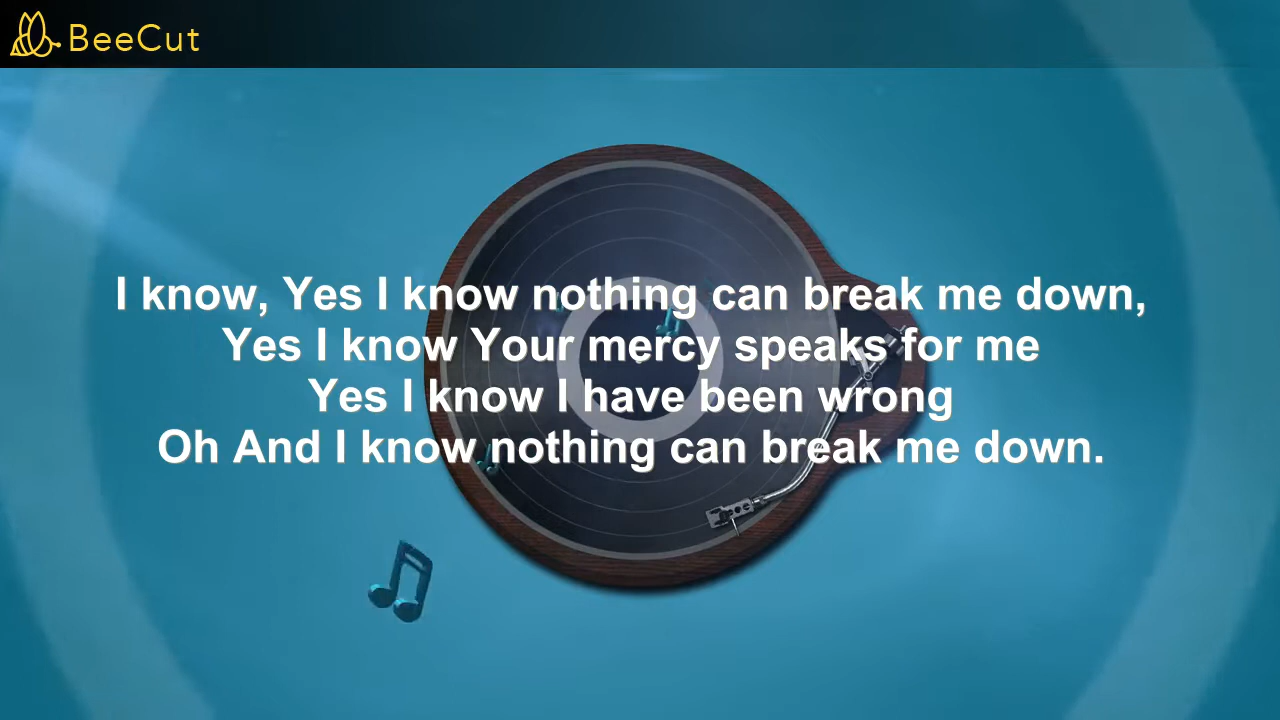 BeeCut
I know, Yes I know nothing can break me down,
Yes I know Your mercy speaks for me
Yes I know I have been wrong
Oh And I know nothing can break me down.